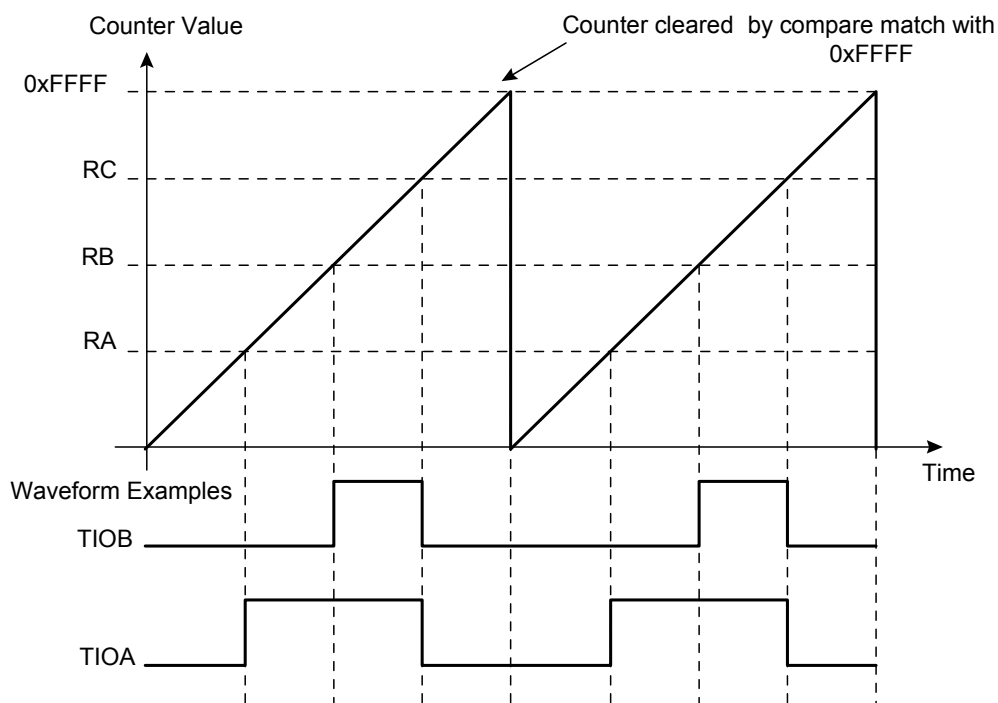 Counter Value
Counter cleared by compare match with
0xFFFF
0xFFFF
RC
RB
RA
Time
Waveform Examples
TIOB
TIOA